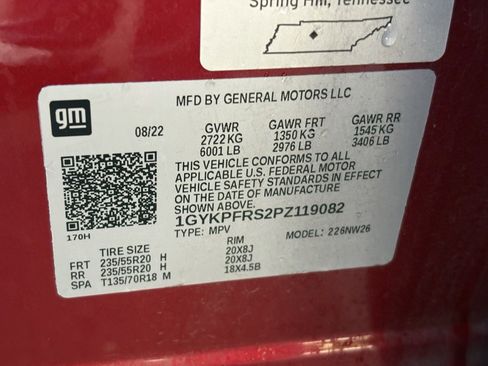 Spring Hill, Tennessee
gm
MFD BY GENERAL MOTORS LLC
08/22 GVWR GAWR FRT GAWR RR
2722 KG 1350 KG 1545 KG
6001 LB 2976 LB 3406 LB
THIS VEHICLE CONFORMS TO ALL
APPLICABLE U.S. FEDERAL MOTOR
VEHICLE SAFETY STANDARDS IN EFFECT
ON THE DATE OF MANUFACTURE
SHOWN ABOVE.
1GYKPFRS2PZ119082
170H
TYPE: MPV MODEL: 226NW26
TIRE SIZE RIM
FRT 235/55R20 H 20X8J
RR 235/55R20 H 20X8J
SPA T135/70R18 M 18X4.5B